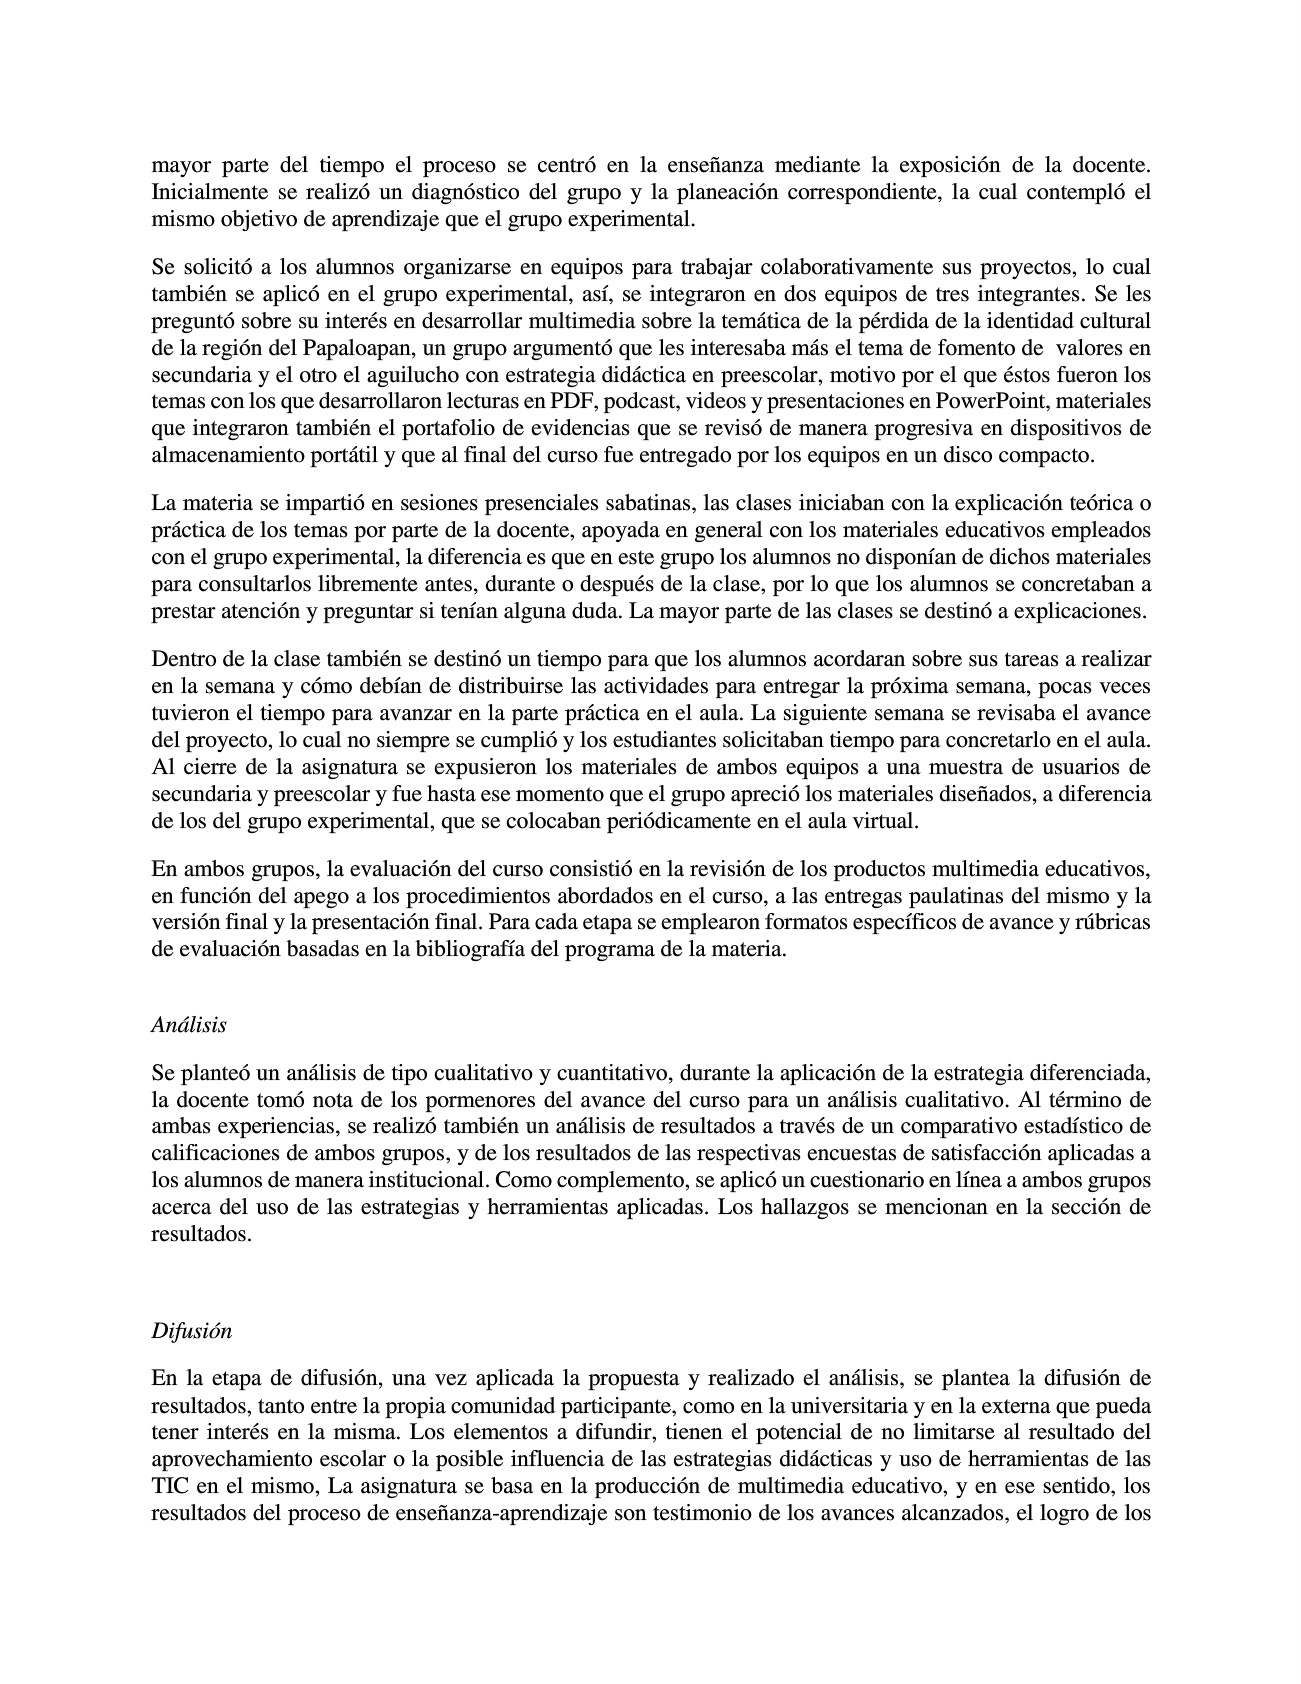 mayor parte del tiempo el proceso se centró en la enseñanza mediante la exposición de la docente.
Inicialmente se realizó un diagnóstico del grupo y la planeación correspondiente, la cual contempló el
mismo objetivo de aprendizaje que el grupo experimental.
Se solicitó a los alumnos organizarse en equipos para trabajar colaborativamente sus proyectos, lo cual
también se aplicó en el grupo experimental, así, se integraron en dos equipos de tres integrantes. Se les
preguntó sobre su interés en desarrollar multimedia sobre la temática de la pérdida de la identidad cultural
de la región del Papaloapan, un grupo argumentó que les interesaba más el tema de fomento de  valores en
secundaria y el otro el aguilucho con estrategia didáctica en preescolar, motivo por el que éstos fueron los
temas con los que desarrollaron lecturas en PDF, podcast, videos y presentaciones en PowerPoint, materiales
que integraron también el portafolio de evidencias que se revisó de manera progresiva en dispositivos de
almacenamiento portátil y que al final del curso fue entregado por los equipos en un disco compacto.
La materia se impartió en sesiones presenciales sabatinas, las clases iniciaban con la explicación teórica o
práctica de los temas por parte de la docente, apoyada en general con los materiales educativos empleados
con el grupo experimental, la diferencia es que en este grupo los alumnos no disponían de dichos materiales
para consultarlos libremente antes, durante o después de la clase, por lo que los alumnos se concretaban a
prestar atención y preguntar si tenían alguna duda. La mayor parte de las clases se destinó a explicaciones.
Dentro de la clase también se destinó un tiempo para que los alumnos acordaran sobre sus tareas a realizar
en la semana y cómo debían de distribuirse las actividades para entregar la próxima semana, pocas veces
tuvieron el tiempo para avanzar en la parte práctica en el aula. La siguiente semana se revisaba el avance
del proyecto, lo cual no siempre se cumplió y los estudiantes solicitaban tiempo para concretarlo en el aula.
Al cierre de la asignatura se expusieron los materiales de ambos equipos a una muestra de usuarios de
secundaria y preescolar y fue hasta ese momento que el grupo apreció los materiales diseñados, a diferencia
de los del grupo experimental, que se colocaban periódicamente en el aula virtual.
En ambos grupos, la evaluación del curso consistió en la revisión de los productos multimedia educativos,
en función del apego a los procedimientos abordados en el curso, a las entregas paulatinas del mismo y la
versión final y la presentación final. Para cada etapa se emplearon formatos específicos de avance y rúbricas
de evaluación basadas en la bibliografía del programa de la materia.
Análisis
Se planteó un análisis de tipo cualitativo y cuantitativo, durante la aplicación de la estrategia diferenciada,
la docente tomó nota de los pormenores del avance del curso para un análisis cualitativo. Al término de
ambas experiencias, se realizó también un análisis de resultados a través de un comparativo estadístico de
calificaciones de ambos grupos, y de los resultados de las respectivas encuestas de satisfacción aplicadas a
los alumnos de manera institucional. Como complemento, se aplicó un cuestionario en línea a ambos grupos
acerca del uso de las estrategias y herramientas aplicadas. Los hallazgos se mencionan en la sección de
resultados.
Difusión
En la etapa de difusión, una vez aplicada la propuesta y realizado el análisis, se plantea la difusión de
resultados, tanto entre la propia comunidad participante, como en la universitaria y en la externa que pueda
tener interés en la misma. Los elementos a difundir, tienen el potencial de no limitarse al resultado del
aprovechamiento escolar o la posible influencia de las estrategias didácticas y uso de herramientas de las
TIC en el mismo, La asignatura se basa en la producción de multimedia educativo, y en ese sentido, los
resultados del proceso de enseñanza-aprendizaje son testimonio de los avances alcanzados, el logro de los